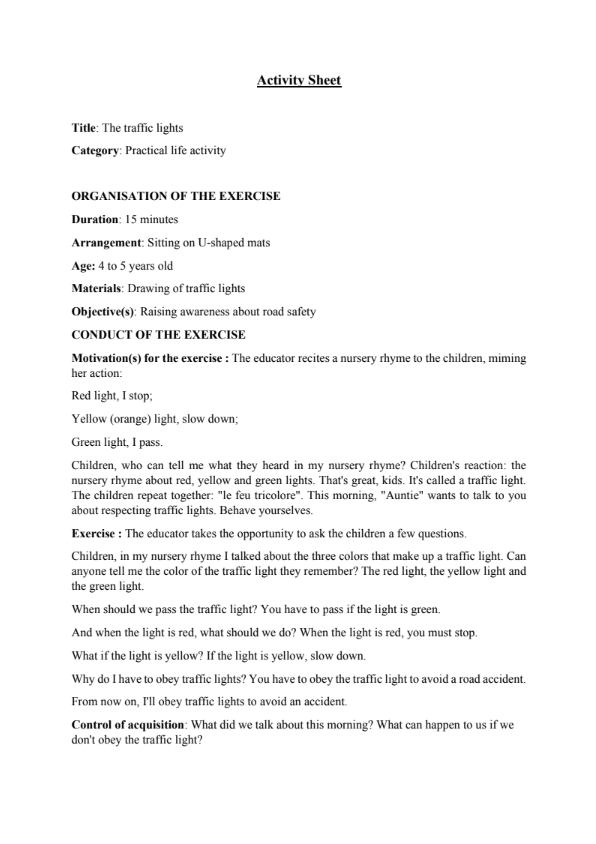 Activity Sheet
Title: The traffic lights
Category: Practical life activity
ORGANISATION OF THE EXERCISE
Duration: 15 minutes
Arrangement: Sitting on U-shaped mats
Age: 4 to 5 years old
Materials: Drawing of traffic lights
Objective(s): Raising awareness about road safety
CONDUCT OF THE EXERCISE
Motivation(s) for the exercise : The educator recites a nursery rhyme to the children, miming
her action:
Red light, I stop;
Yellow (orange) light, slow down;
Green light, I pass.
Children, who can tell me what they heard in my nursery rhyme? Children's reaction: the
nursery rhyme about red, yellow and green lights. That's great, kids. It's called a traffic light.
The children repeat together: "le feu tricolore". This morning, "Auntie" wants to talk to you
about respecting traffic lights. Behave yourselves.
Exercise : The educator takes the opportunity to ask the children a few questions.
Children, in my nursery rhyme I talked about the three colors that make up a traffic light. Can
anyone tell me the color of the traffic light they remember? The red light, the yellow light and
the green light.
When should we pass the traffic light? You have to pass if the light is green.
And when the light is red, what should we do? When the light is red, you must stop.
What if the light is yellow? If the light is yellow, slow down.
Why do I have to obey traffic lights? You have to obey the traffic light to avoid a road accident.
From now on, I'll obey traffic lights to avoid an accident.
Control of acquisition: What did we talk about this morning? What can happen to us if we
don't obey the traffic light?